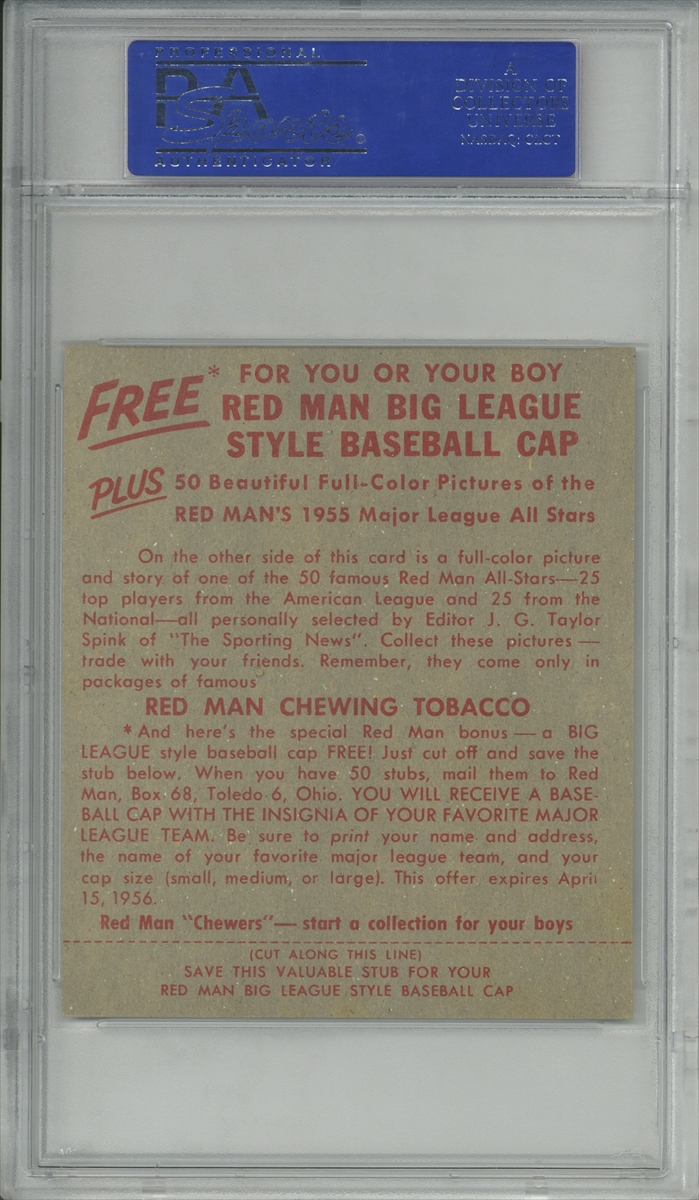 PROFESSIONAL
PSA
AUTHENTICATOR
A
DIVISION OF
COLLECTORS
UNIVERSE
NASDAQ: CLCT
FREE* FOR YOU OR YOUR BOY
RED MAN BIG LEAGUE
STYLE BASEBALL CAP
PLUS 50 Beautiful Full-Color Pictures of the
RED MAN'S 1955 Major League All Stars
On the other side of this card is a full-color picture
and story of one of the 50 famous Red Man All-Stars—25
top players from the American League and 25 from the
National—all personally selected by Editor J. G. Taylor
Spink of "The Sporting News". Collect these pictures —
trade with your friends. Remember, they come only in
packages of famous
RED MAN CHEWING TOBACCO
*And here's the special Red Man bonus — a BIG
LEAGUE style baseball cap FREE! Just cut off and save the
stub below. When you have 50 stubs, mail them to Red
Man, Box 68, Toledo 6, Ohio. YOU WILL RECEIVE A BASE-
BALL CAP WITH THE INSIGNIA OF YOUR FAVORITE MAJOR
LEAGUE TEAM. Be sure to print your name and address,
the name of your favorite major league team, and your
cap size (small, medium, or large). This offer expires April
15, 1956.
Red Man "Chewers"— start a collection for your boys
(CUT ALONG THIS LINE)
SAVE THIS VALUABLE STUB FOR YOUR
RED MAN BIG LEAGUE STYLE BASEBALL CAP